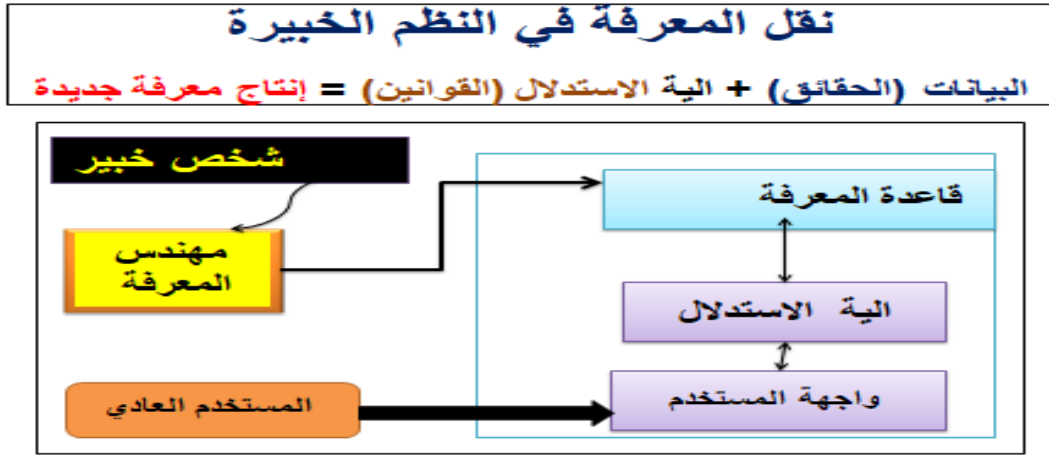 نقل المعرفة في النظم الخبيرة
البيانات (الحقائق) + الية الاستدلال (القوانين) = إنتاج معرفة جديدة
شخص خبير
قاعدة المعرفة
مهندس
المعرفة
الية الاستدلال
واجهة المستخدم
المستخدم العادي